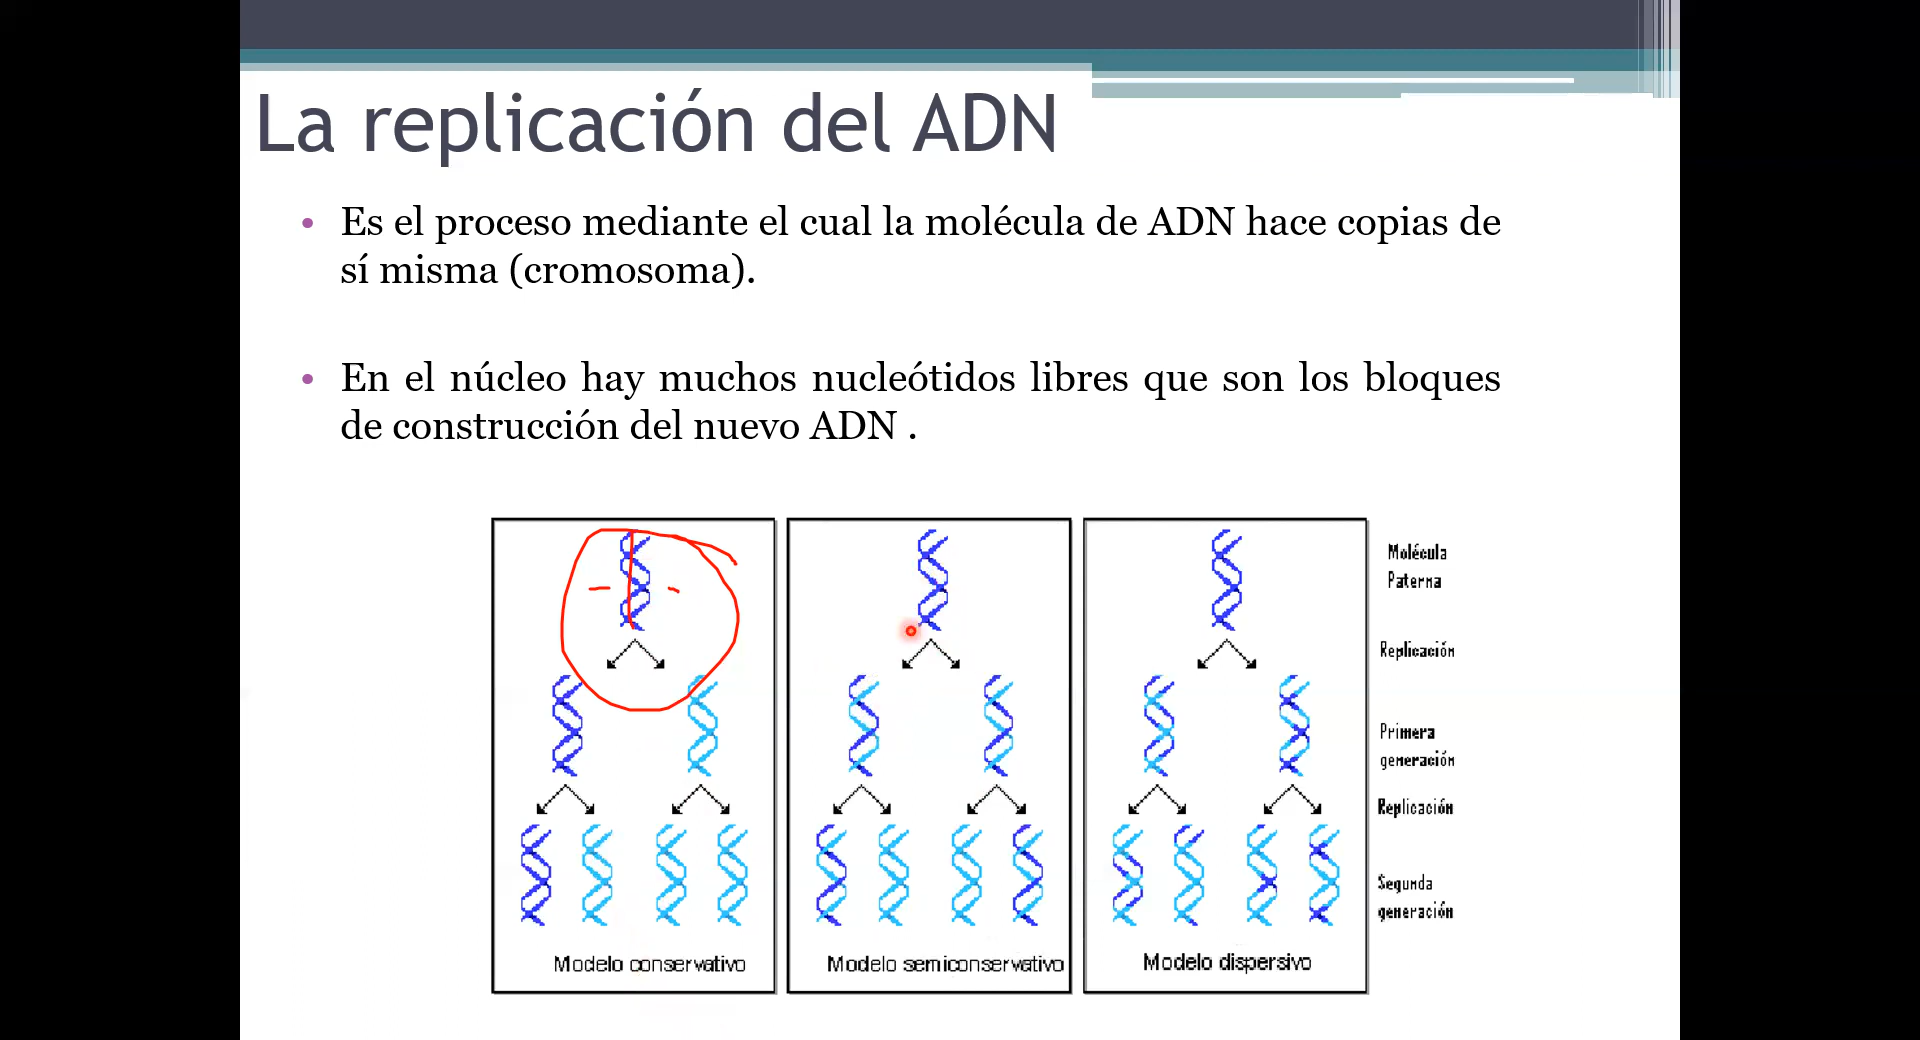 La replicación del ADN
• Es el proceso mediante el cual la molécula de ADN hace copias de
sí misma (cromosoma).
• En el núcleo hay muchos nucleótidos libres que son los bloques
de construcción del nuevo ADN .
Molécula
Paterna
Replicación
Primera
generación
Replicación
Segunda
generación
Modelo conservativo
Modelo semiconservativo
Modelo dispersivo